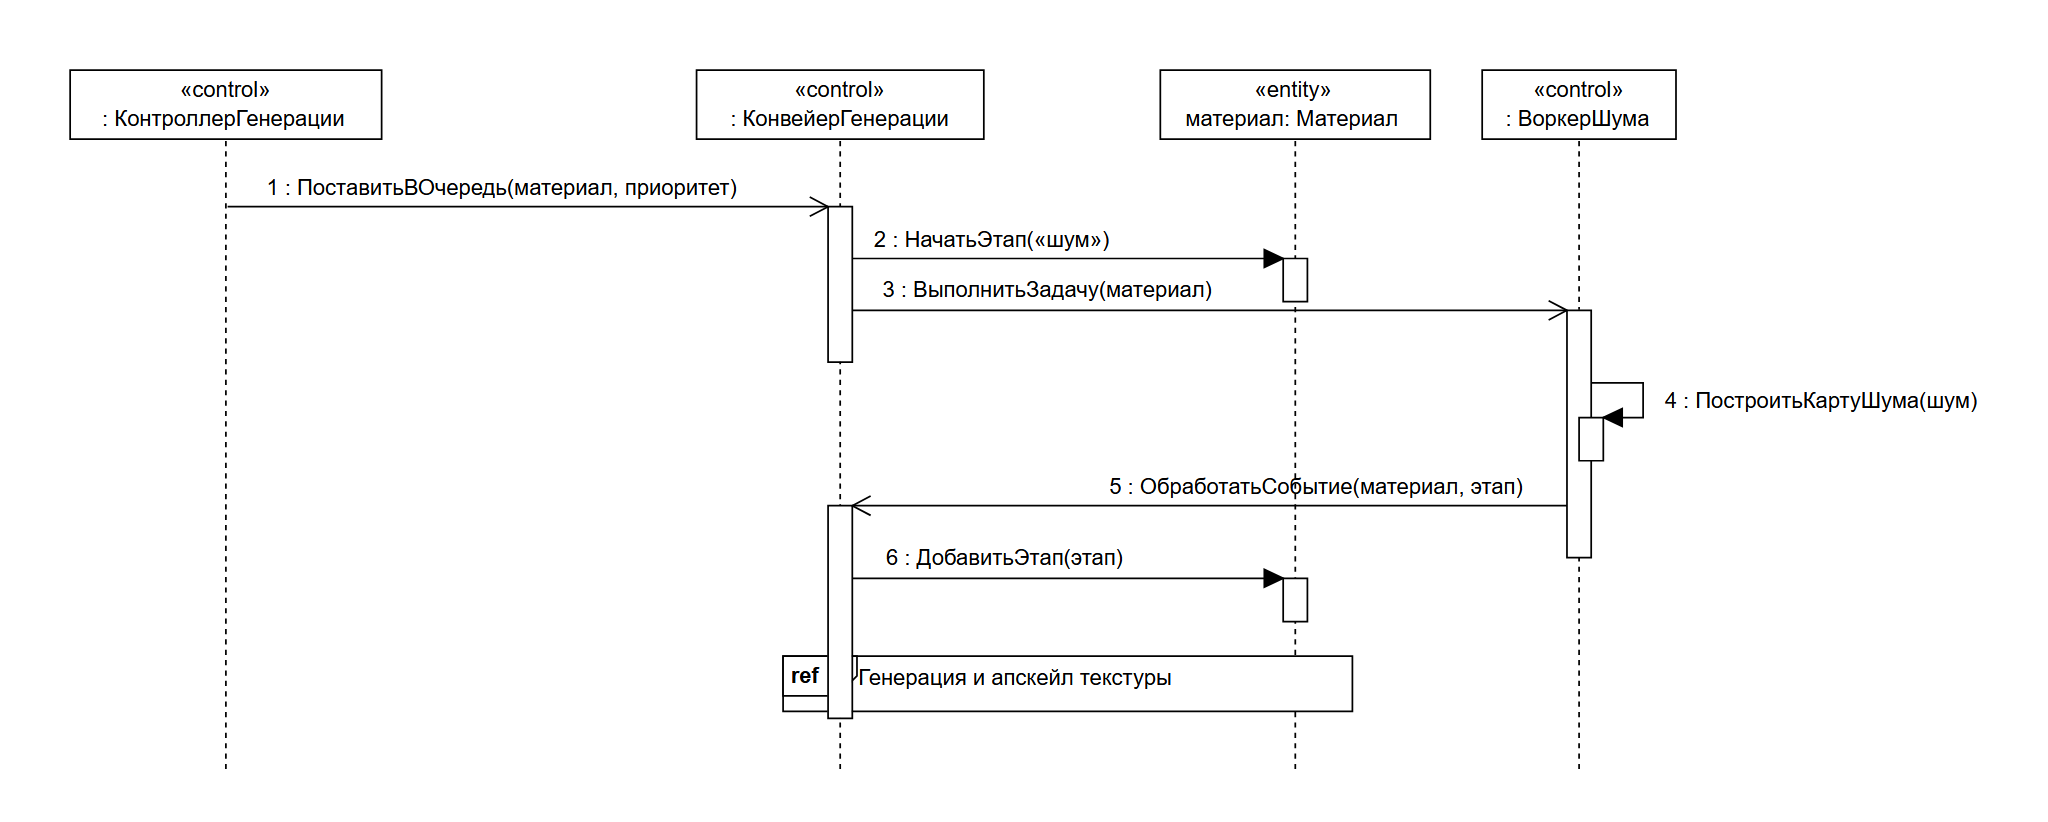 «control»
: КонтроллерГенерации
«control»
: КонвейерГенерации
«entity»
материал: Материал
«control»
: ВоркерШума
1 : ПоставитьВОчередь(материал, приоритет)
2 : НачатьЭтап(«шум»)
3 : ВыполнитьЗадачу(материал)
4 : ПостроитьКартуШума(шум)
5 : ОбработатьСобытие(материал, этап)
6 : ДобавитьЭтап(этап)
ref
Генерация и апскейл текстуры